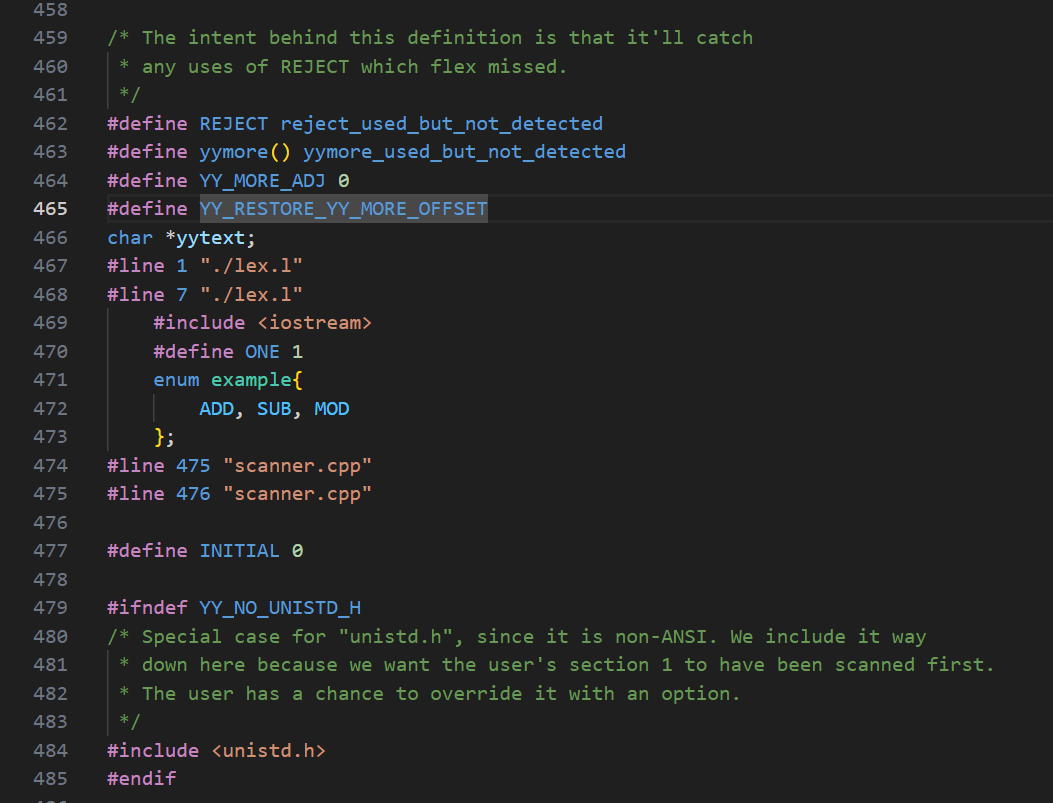 458
459 /* The intent behind this definition is that it'll catch
460  * any uses of REJECT which flex missed.
461  */
462 #define REJECT reject_used_but_not_detected
463 #define yymore() yymore_used_but_not_detected
464 #define YY_MORE_ADJ 0
465 #define YY_RESTORE_YY_MORE_OFFSET
466 char *yytext;
467 #line 1 "./lex.l"
468 #line 7 "./lex.l"
469     #include <iostream>
470     #define ONE 1
471     enum example{
472         ADD, SUB, MOD
473     };
474 #line 475 "scanner.cpp"
475 #line 476 "scanner.cpp"
476
477 #define INITIAL 0
478
479 #ifndef YY_NO_UNISTD_H
480 /* Special case for "unistd.h", since it is non-ANSI. We include it way
481  * down here because we want the user's section 1 to have been scanned first.
482  * The user has a chance to override it with an option.
483  */
484 #include <unistd.h>
485 #endif